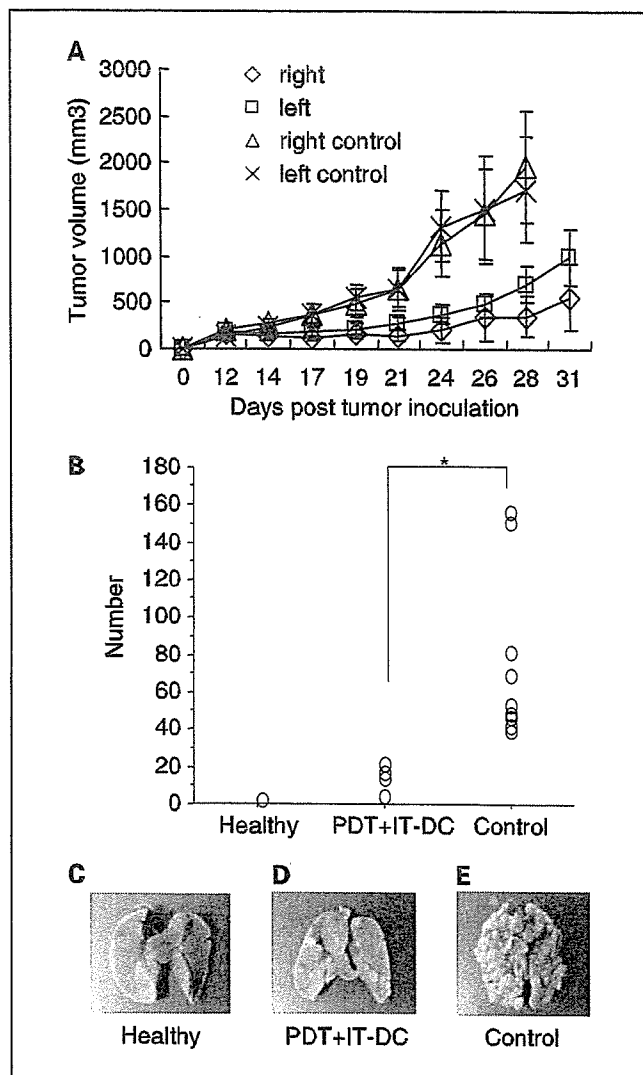 A
Tumor volume (mm3)
3000
2500
2000
1500
1000
500
0
right
left
right control
left control
0 12 14 17 19 21 24 26 28 31
Days post tumor inoculation
B
Number
180
160
140
120
100
80
60
40
20
0
*
Healthy PDT+IT-DC Control
C D E
Healthy PDT+IT-DC Control